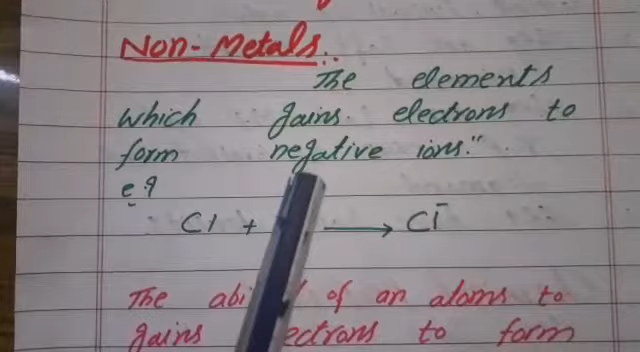 Non-Metals..
The elements
which gains. electrons to
form negative ions."
e.g
Cl + → Cl⁻
The of an atoms to
gains to form